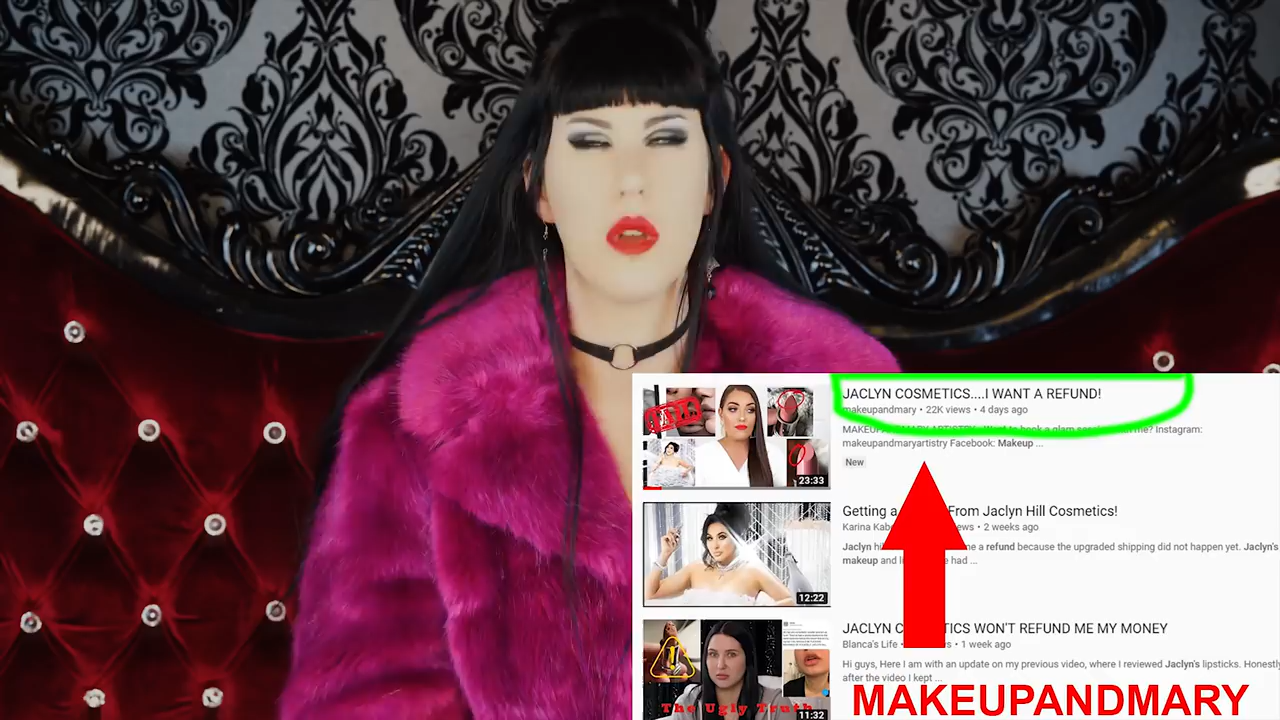 JACLYN COSMETICS....I WANT A REFUND!
makeupandmary • 22K views • 4 days ago
makeupandmaryartistry Facebook: Makeup ...
New
23:33
Getting a From Jaclyn Hill Cosmetics!
Karina • 2 weeks ago
Jaclyn me a refund because the upgraded shipping did not happen yet. Jaclyn's
makeup and had ...
12:22
JACLYN WON'T REFUND ME MY MONEY
Blanca's Life • 1 week ago
Hi guys, Here I am with an update on my previous video, where I reviewed Jaclyn's lipsticks. Honestly
after the video I kept ...
The Ugly Truth
11:32
MAKEUPANDMARY